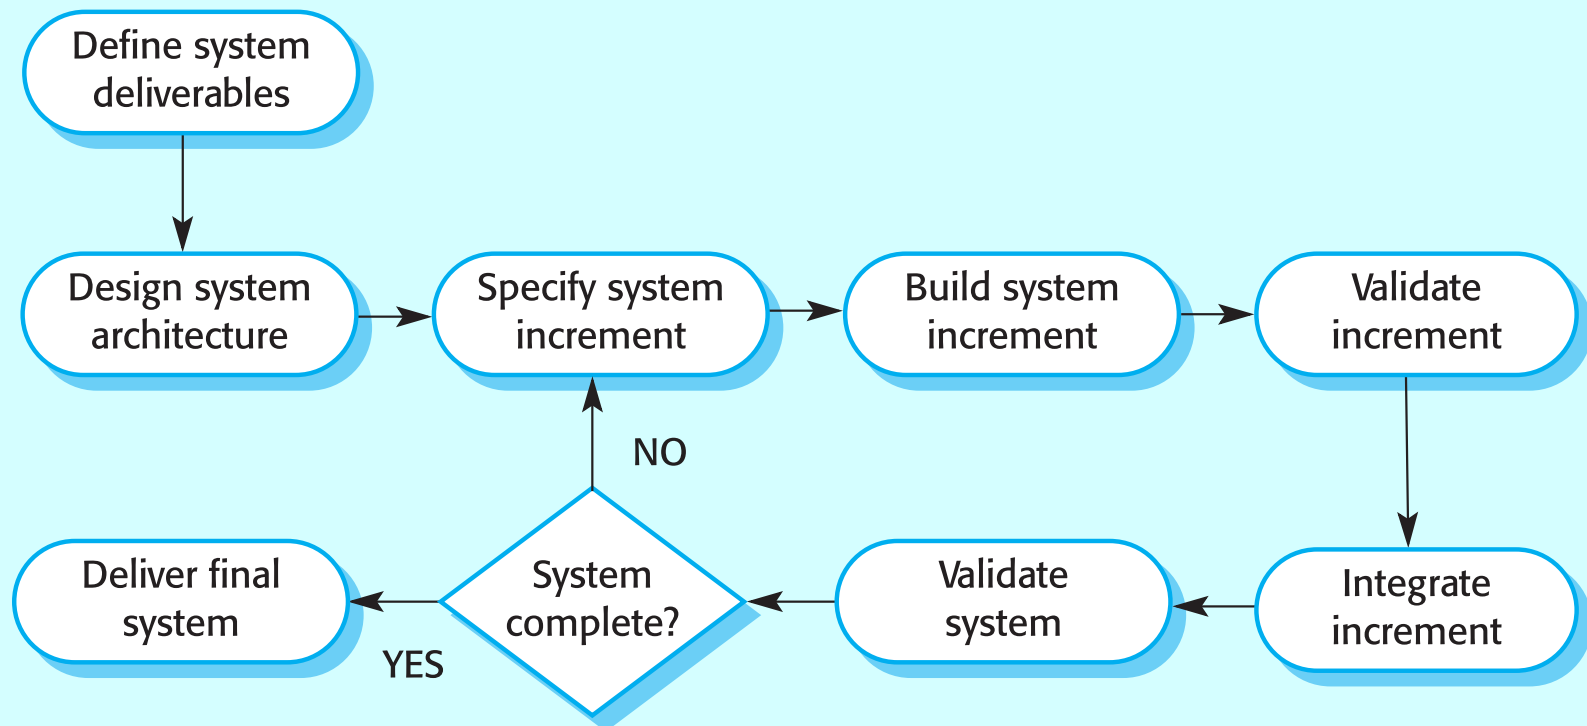 Define system
deliverables
Design system
architecture
Specify system
increment
Build system
increment
Validate
increment
NO
Deliver final
system
YES
System
complete?
Validate
system
Integrate
increment